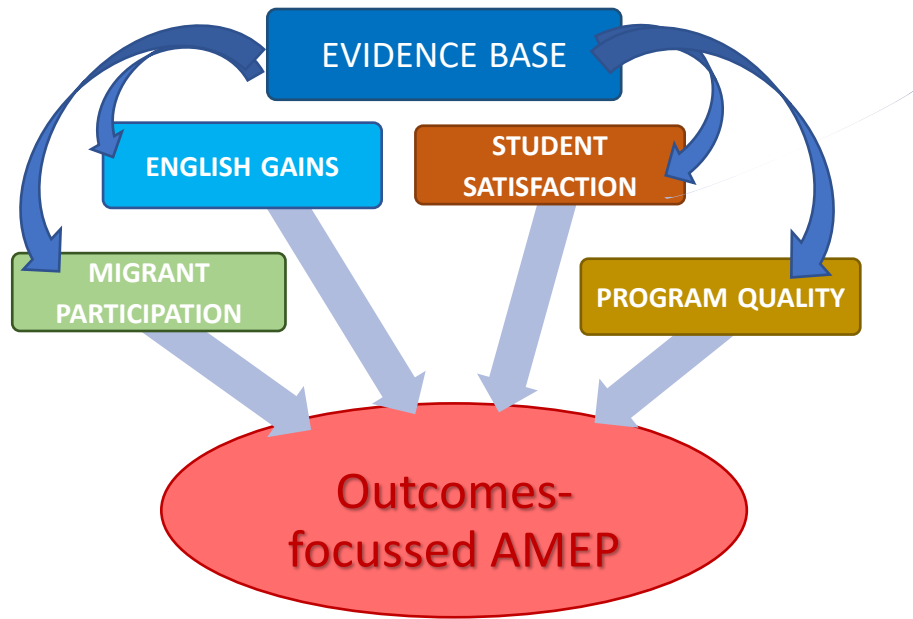 EVIDENCE BASE
ENGLISH GAINS
STUDENT
SATISFACTION
MIGRANT
PARTICIPATION
PROGRAM QUALITY
Outcomes-
focussed AMEP